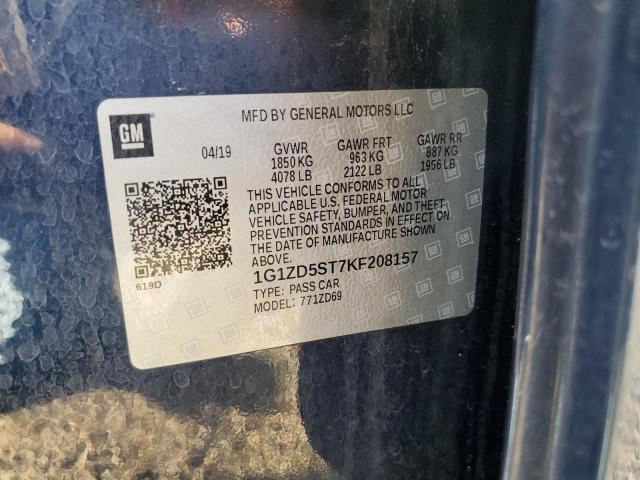 GM
MFD BY GENERAL MOTORS LLC
04/19
GVWR GAWR FRT GAWR RR
1850 KG 963 KG 887 KG
4078 LB 2122 LB 1956 LB
THIS VEHICLE CONFORMS TO ALL
APPLICABLE U.S. FEDERAL MOTOR
VEHICLE SAFETY, BUMPER, AND THEFT
PREVENTION STANDARDS IN EFFECT ON
THE DATE OF MANUFACTURE SHOWN
ABOVE.
619D
1G1ZD5ST7KF208157
TYPE: PASS CAR
MODEL: 771ZD69